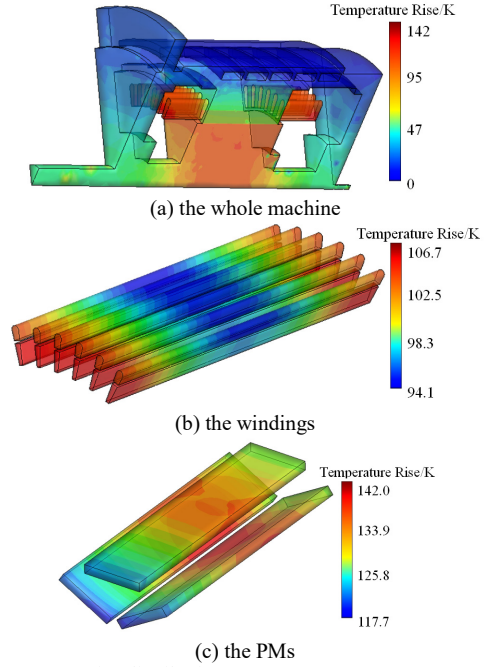 Temperature Rise/K
142
95
47
0
(a) the whole machine
Temperature Rise/K
106.7
102.5
98.3
94.1
(b) the windings
Temperature Rise/K
142.0
133.9
125.8
117.7
(c) the PMs